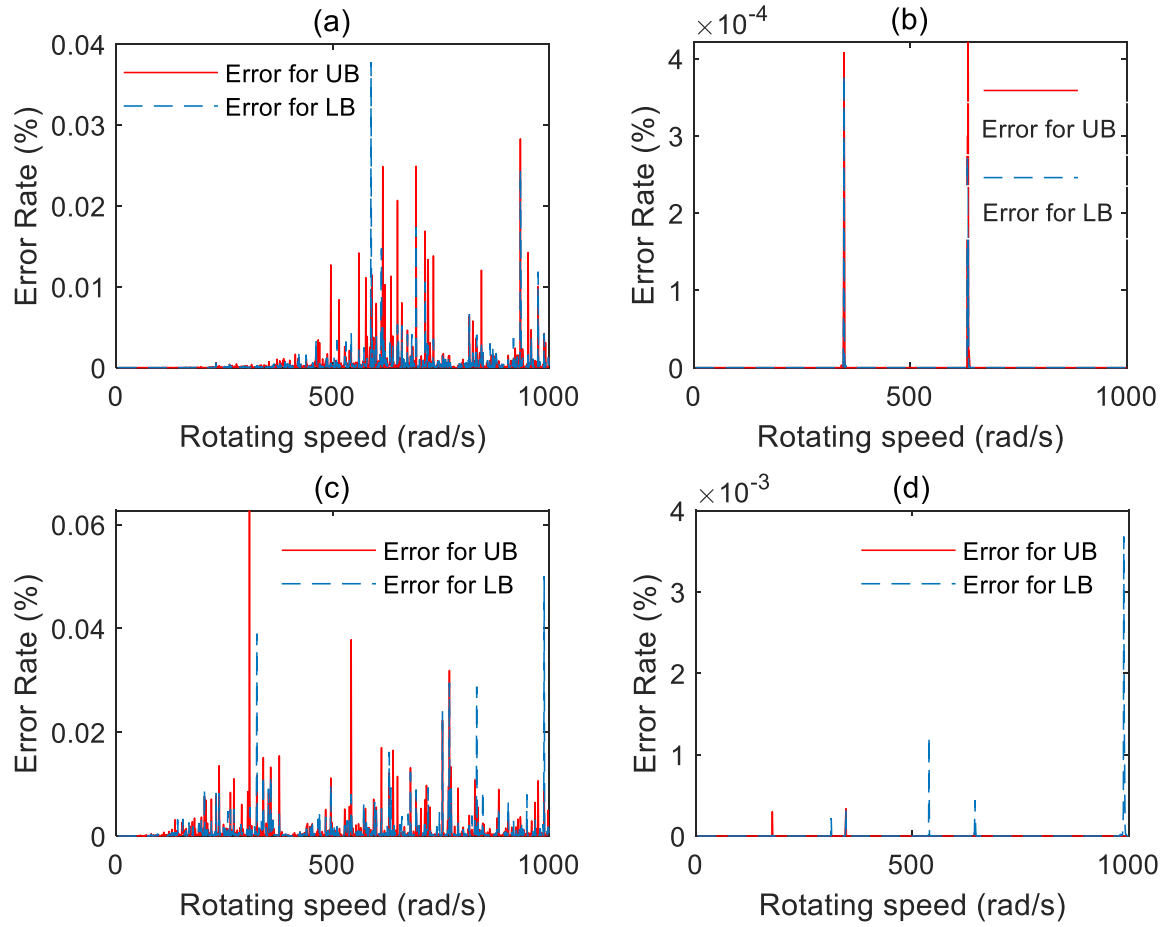 (a)
0.04
0.03
0.02
0.01
0
Error Rate (%)
Error for UB
Error for LB
0
500
1000
Rotating speed (rad/s)
(b)
×10-4
4
3
2
1
0
Error Rate (%)
Error for UB
Error for LB
0
500
1000
Rotating speed (rad/s)
(c)
0.06
0.04
0.02
0
Error Rate (%)
Error for UB
Error for LB
0
500
1000
Rotating speed (rad/s)
(d)
×10-3
4
3
2
1
0
Error Rate (%)
Error for UB
Error for LB
0
500
1000
Rotating speed (rad/s)